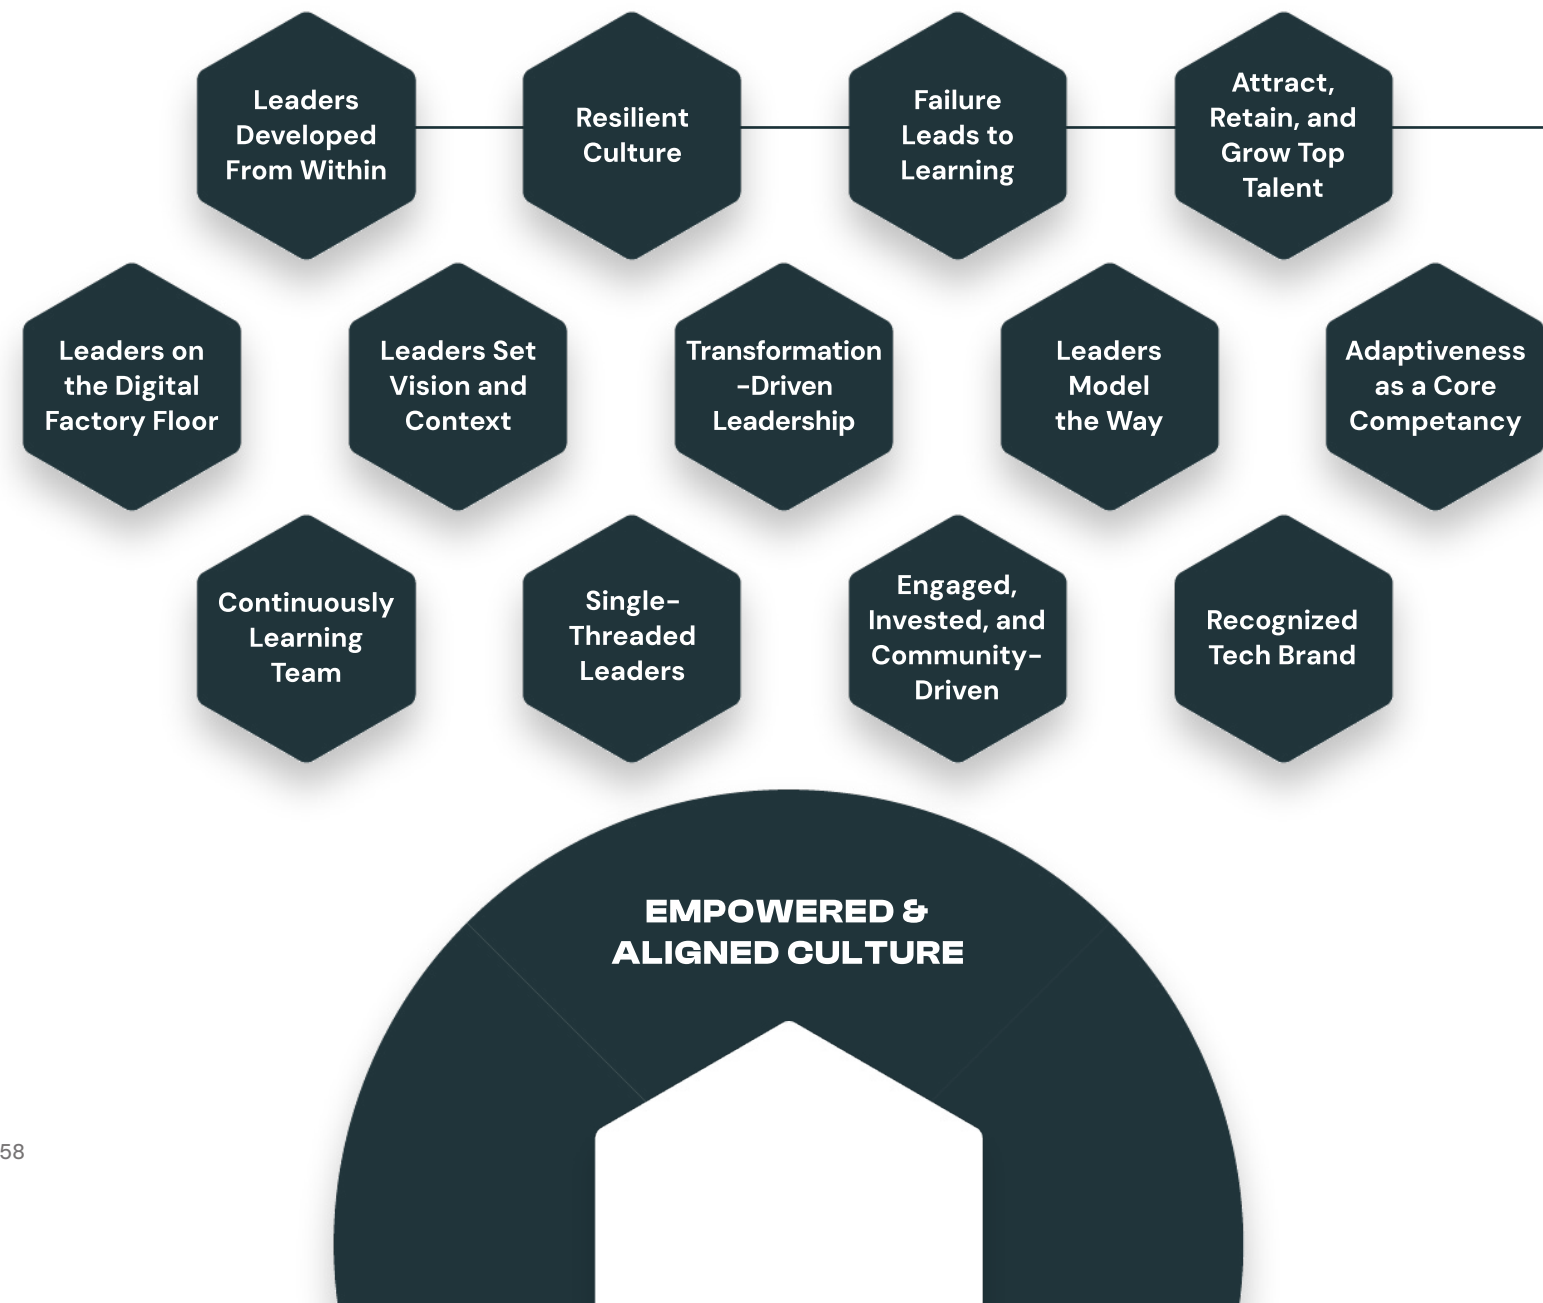 Leaders
Developed
From Within
Resilient
Culture
Failure
Leads to
Learning
Attract,
Retain, and
Grow Top
Talent
Leaders on
the Digital
Factory Floor
Leaders Set
Vision and
Context
Transformation
-Driven
Leadership
Leaders
Model
the Way
Adaptiveness
as a Core
Competancy
Continuously
Learning
Team
Single-
Threaded
Leaders
Engaged,
Invested, and
Community-
Driven
Recognized
Tech Brand
EMPOWERED &
ALIGNED CULTURE
58